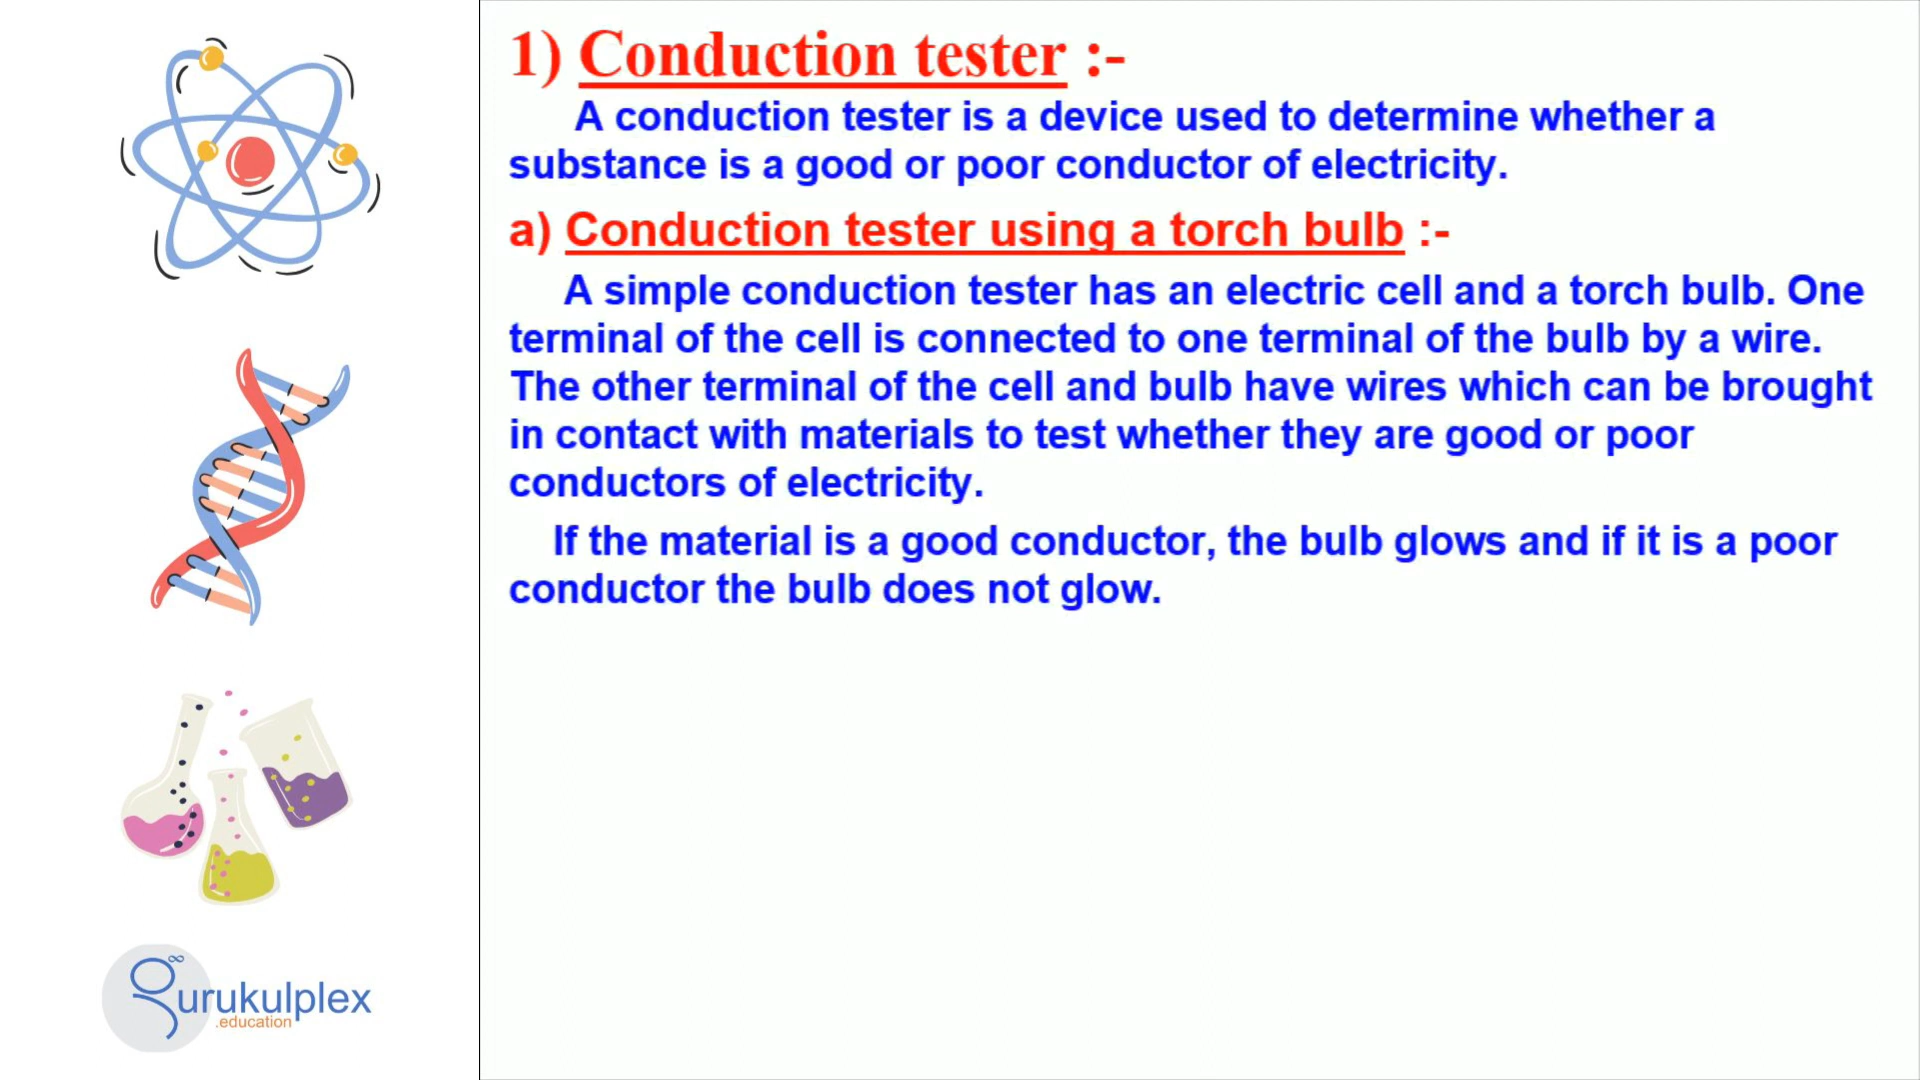 1) Conduction tester :-
A conduction tester is a device used to determine whether a
substance is a good or poor conductor of electricity.
a) Conduction tester using a torch bulb :-
A simple conduction tester has an electric cell and a torch bulb. One
terminal of the cell is connected to one terminal of the bulb by a wire.
The other terminal of the cell and bulb have wires which can be brought
in contact with materials to test whether they are good or poor
conductors of electricity.
If the material is a good conductor, the bulb glows and if it is a poor
conductor the bulb does not glow.
gurukulplex
.education